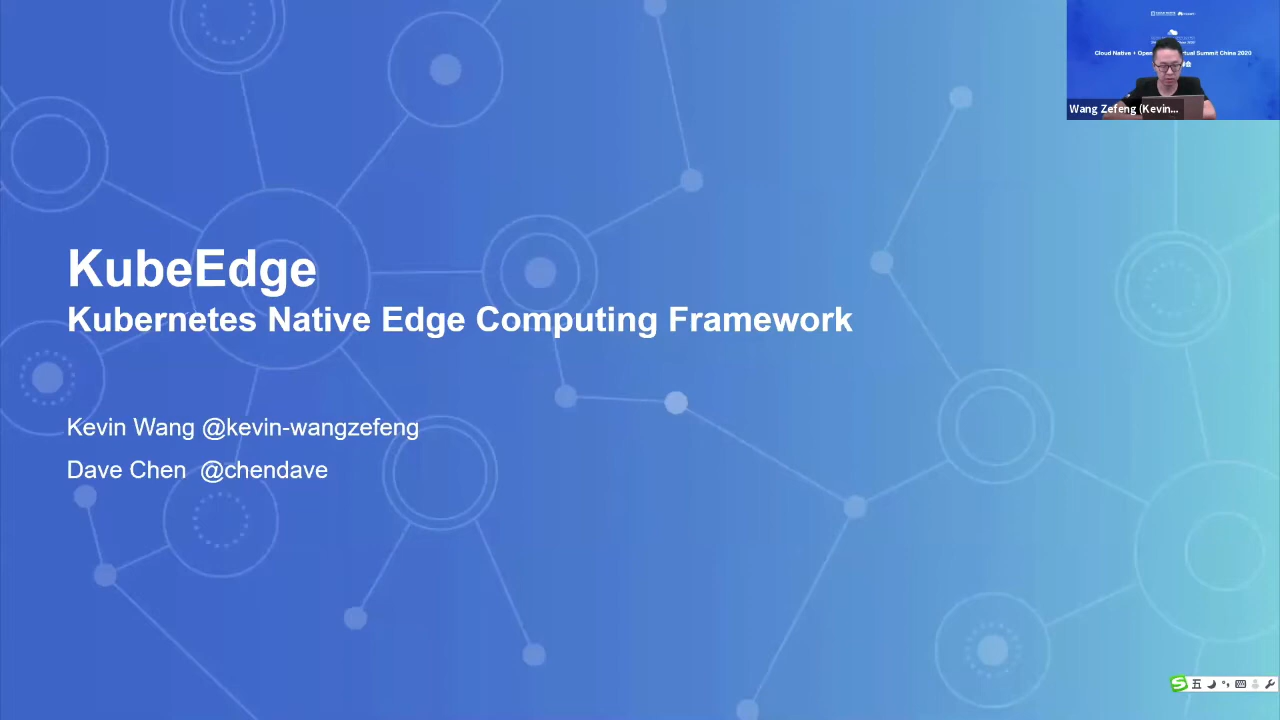 Cloud Native + Open
rtual Summit China 2020
Wang Zefeng (Kevin...
KubeEdge
Kubernetes Native Edge Computing Framework
Kevin Wang @kevin-wangzefeng
Dave Chen @chendave
五